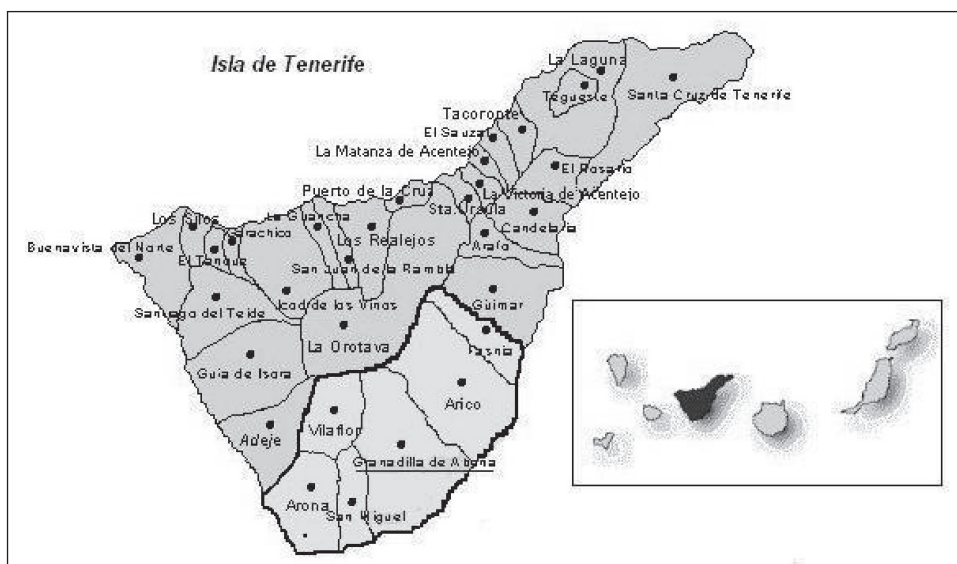 Isla de Tenerife
La Laguna
Tegueste
Santa Cruz de Tenerife
Tacoronte
El Sauzal
La Matanza de Acentejo
El Rosario
Puerto de la Cruz
La Victoria de Acentejo
Sta. Ursula
La Guancha
Candelaria
Los Silos
Garachico
Los Realejos
Arafo
Buenavista del Norte
El Tanque
San Juan de la Rambla
Icod de los Vinos
Güimar
Santiago del Teide
Fasnia
La Orotava
Guia de Isora
Arico
Vilaflor
Adeje
Granadilla de Abona
Arona
San Miguel